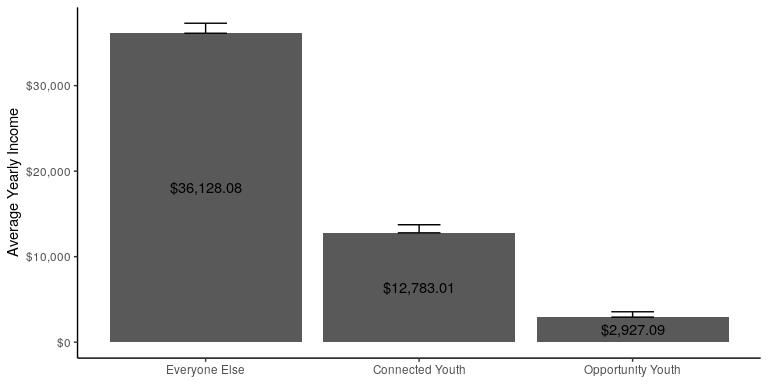 Average Yearly Income
$30,000
$20,000
$10,000
$0
$36,128.08
$12,783.01
$2,927.09
Everyone Else
Connected Youth
Opportunity Youth